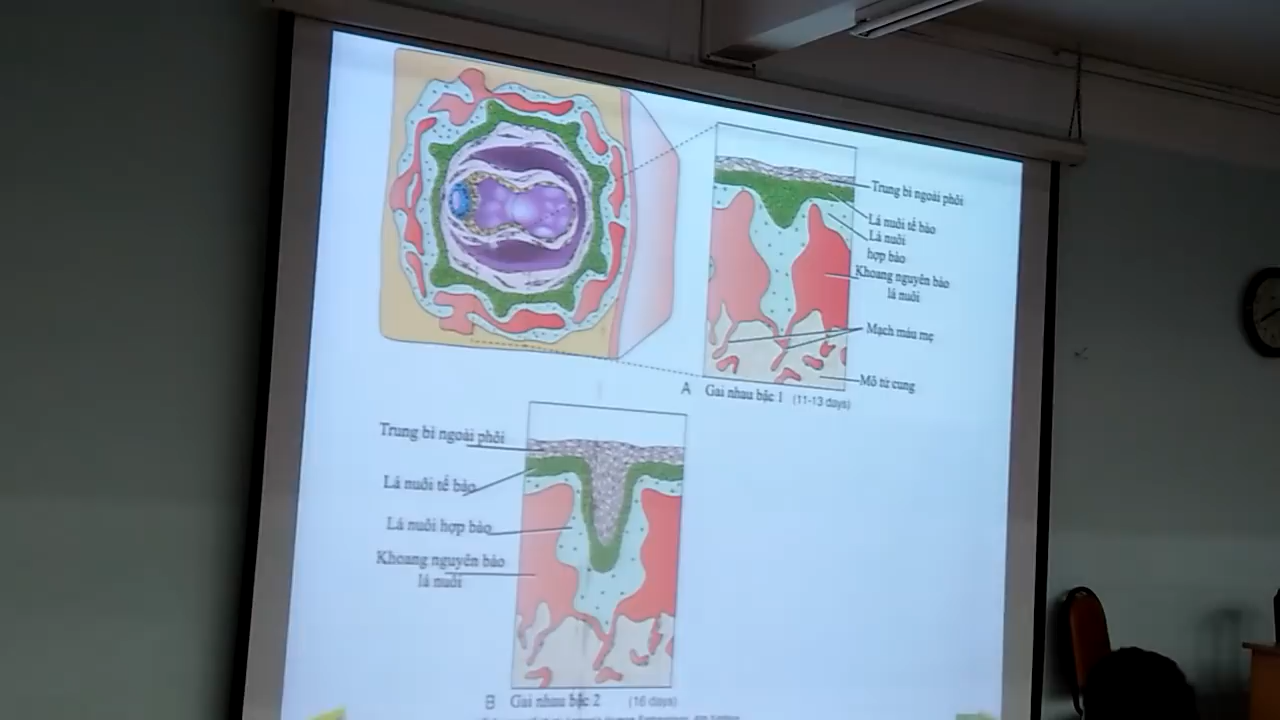 Trung bì ngoài phôi
Lá nuôi tế bào
Lá nuôi
hợp bào
Khoang nguyên bào
lá nuôi
Mạch máu mẹ
Mô tử cung
A Gai nhau bậc 1 (11-13 days)
Trung bì ngoài phôi
Lá nuôi tế bào
Lá nuôi hợp bào
Khoang nguyên bào
lá nuôi
B Gai nhau bậc 2 (16 days)